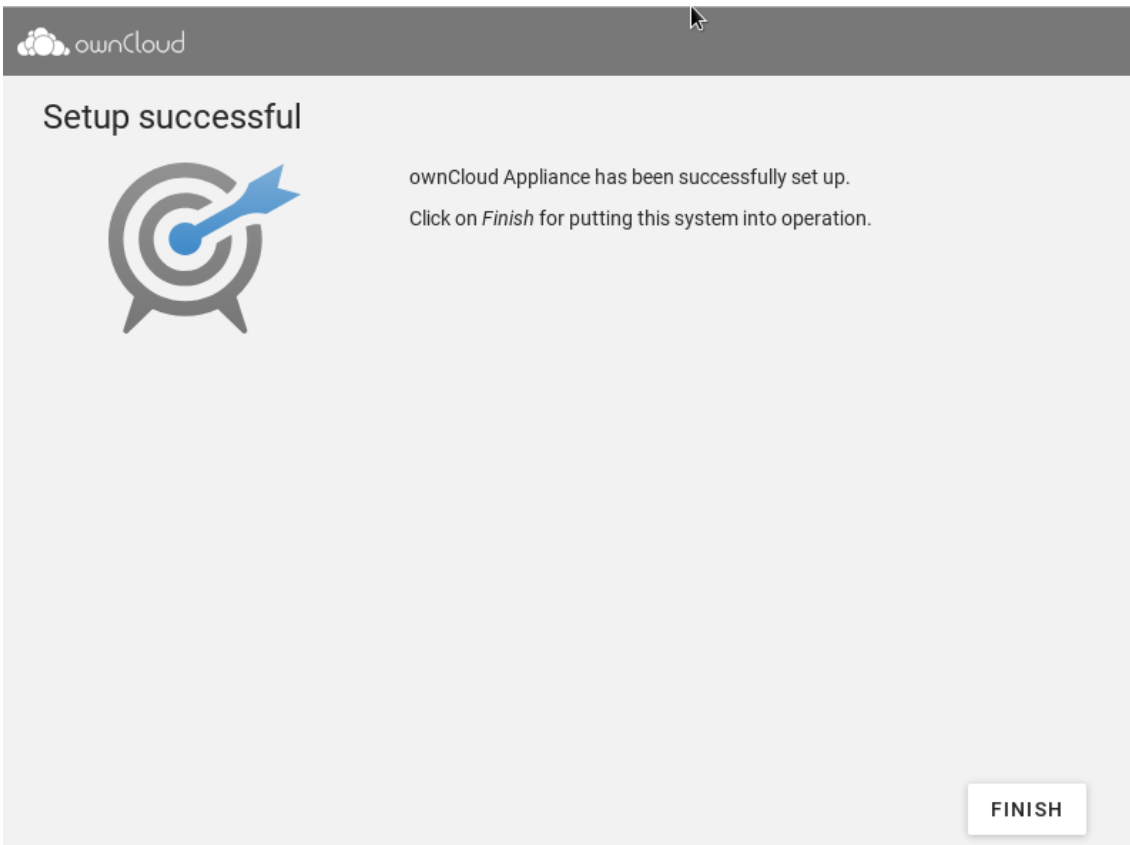 ownCloud
Setup successful
ownCloud Appliance has been successfully set up.
Click on Finish for putting this system into operation.
FINISH